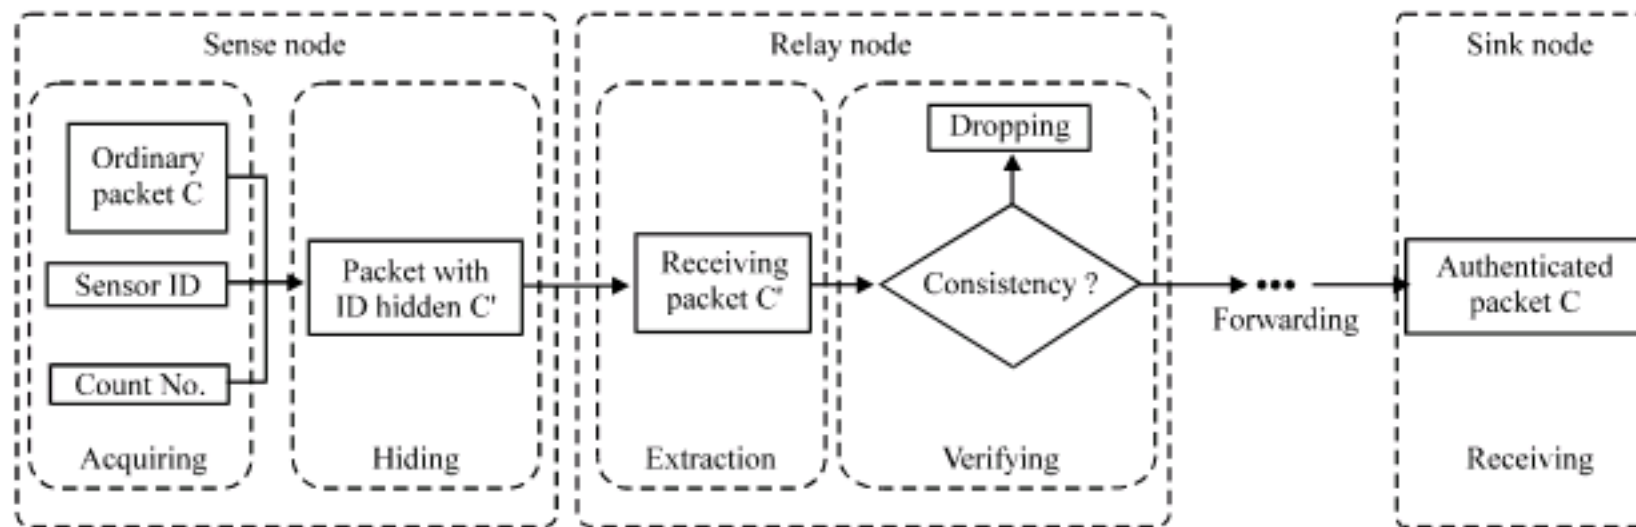 Sense node
Relay node
Sink node
Ordinary
packet C
Sensor ID
Count No.
Acquiring
Packet with
ID hidden C'
Hiding
Receiving
packet C'
Extraction
Dropping
Consistency ?
Verifying
Forwarding
Authenticated
packet C
Receiving